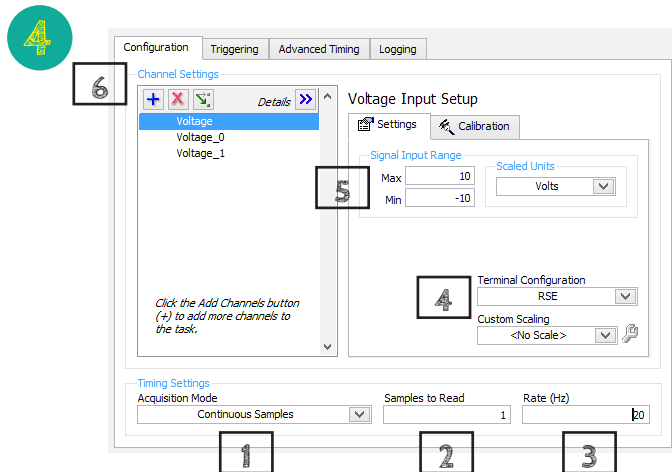 4
Configuration Triggering Advanced Timing Logging
6
Channel Settings
Details
Voltage
Voltage_0
Voltage_1
Click the Add Channels button
(+) to add more channels to
the task.
Voltage Input Setup
Settings Calibration
Signal Input Range
Max 10
Min -10
5
Scaled Units
Volts
4
Terminal Configuration
RSE
Custom Scaling
<No Scale>
Timing Settings
Acquisition Mode Samples to Read Rate (Hz)
Continuous Samples 1 20
1 2 3